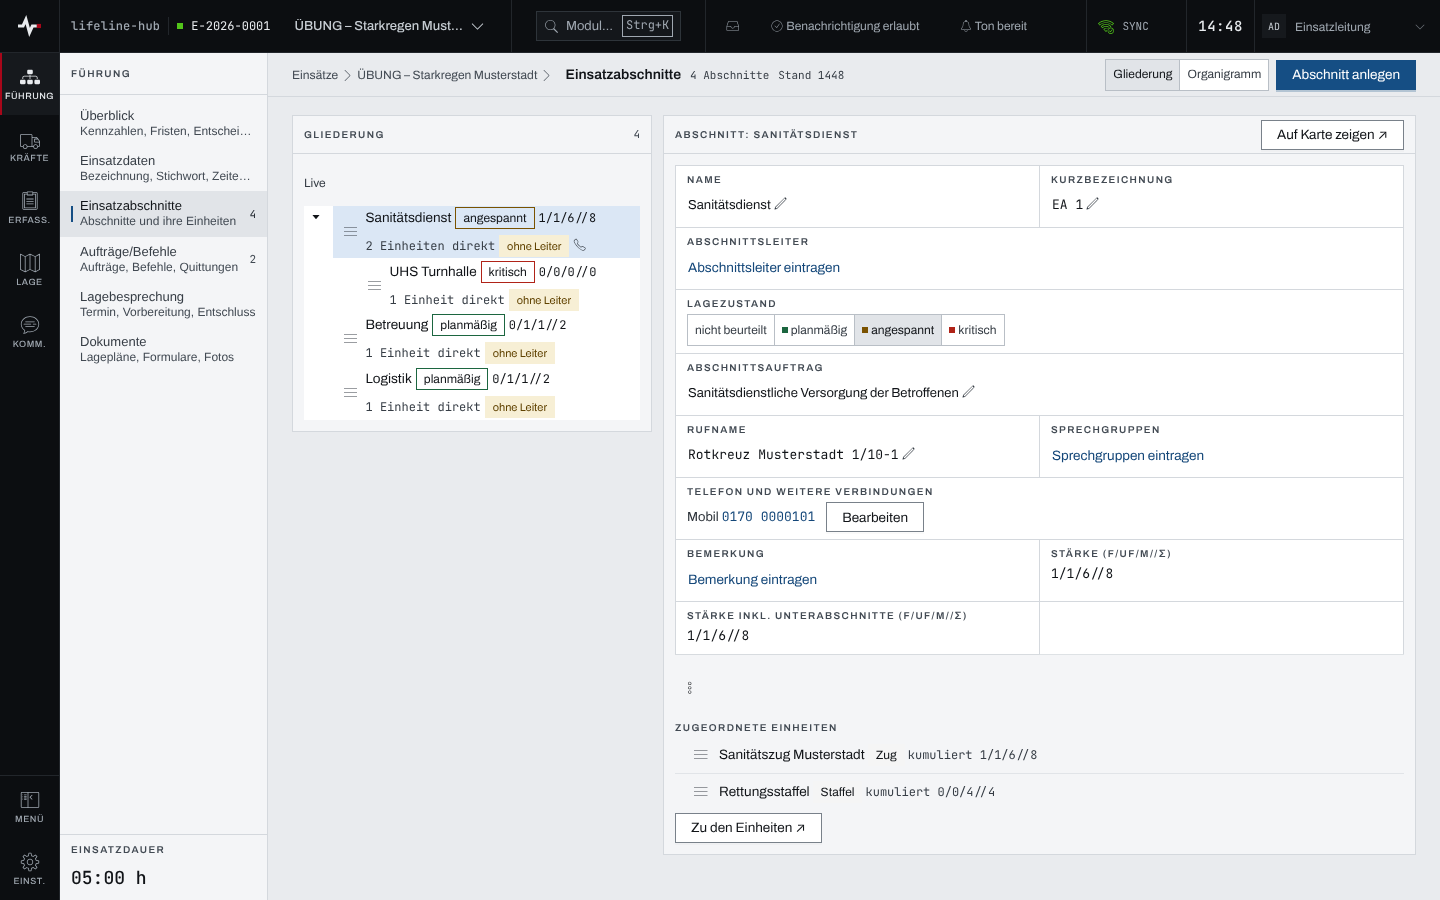 lifeline-hub
E-2026-0001
ÜBUNG – Starkregen Must...
Modul...
Strg+K
Benachrichtigung erlaubt
Ton bereit
SYNC
14:48
AD
Einsatzleitung
FÜHRUNG
KRÄFTE
ERFASS.
LAGE
KOMM.
MENÜ
EINST.
FÜHRUNG
Überblick
Kennzahlen, Fristen, Entschei...
Einsatzdaten
Bezeichnung, Stichwort, Zeite...
Einsatzabschnitte
Abschnitte und ihre Einheiten
4
Aufträge/Befehle
Aufträge, Befehle, Quittungen
2
Lagebesprechung
Termin, Vorbereitung, Entschluss
Dokumente
Lagepläne, Formulare, Fotos
EINSATZDAUER
05:00 h
Einsätze
ÜBUNG – Starkregen Musterstadt
Einsatzabschnitte
4 Abschnitte
Stand 1448
Gliederung
Organigramm
Abschnitt anlegen
GLIEDERUNG
4
Live
Sanitätsdienst angespannt 1/1/6//8
2 Einheiten direkt ohne Leiter
UHS Turnhalle kritisch 0/0/0//0
1 Einheit direkt ohne Leiter
Betreuung planmäßig 0/1/1//2
1 Einheit direkt ohne Leiter
Logistik planmäßig 0/1/1//2
1 Einheit direkt ohne Leiter
ABSCHNITT: SANITÄTSDIENST
Auf Karte zeigen ↗
NAME
Sanitätsdienst
KURZBEZEICHNUNG
EA 1
ABSCHNITTSLEITER
Abschnittsleiter eintragen
LAGEZUSTAND
nicht beurteilt
planmäßig
angespannt
kritisch
ABSCHNITTSAUFTRAG
Sanitätsdienstliche Versorgung der Betroffenen
RUFNAME
Rotkreuz Musterstadt 1/10-1
SPRECHGRUPPEN
Sprechgruppen eintragen
TELEFON UND WEITERE VERBINDUNGEN
Mobil 0170 0000101
Bearbeiten
BEMERKUNG
Bemerkung eintragen
STÄRKE (F/UF/M//Σ)
1/1/6//8
STÄRKE INKL. UNTERABSCHNITTE (F/UF/M//Σ)
1/1/6//8
ZUGEORDNETE EINHEITEN
Sanitätszug Musterstadt Zug kumuliert 1/1/6//8
Rettungsstaffel Staffel kumuliert 0/0/4//4
Zu den Einheiten ↗